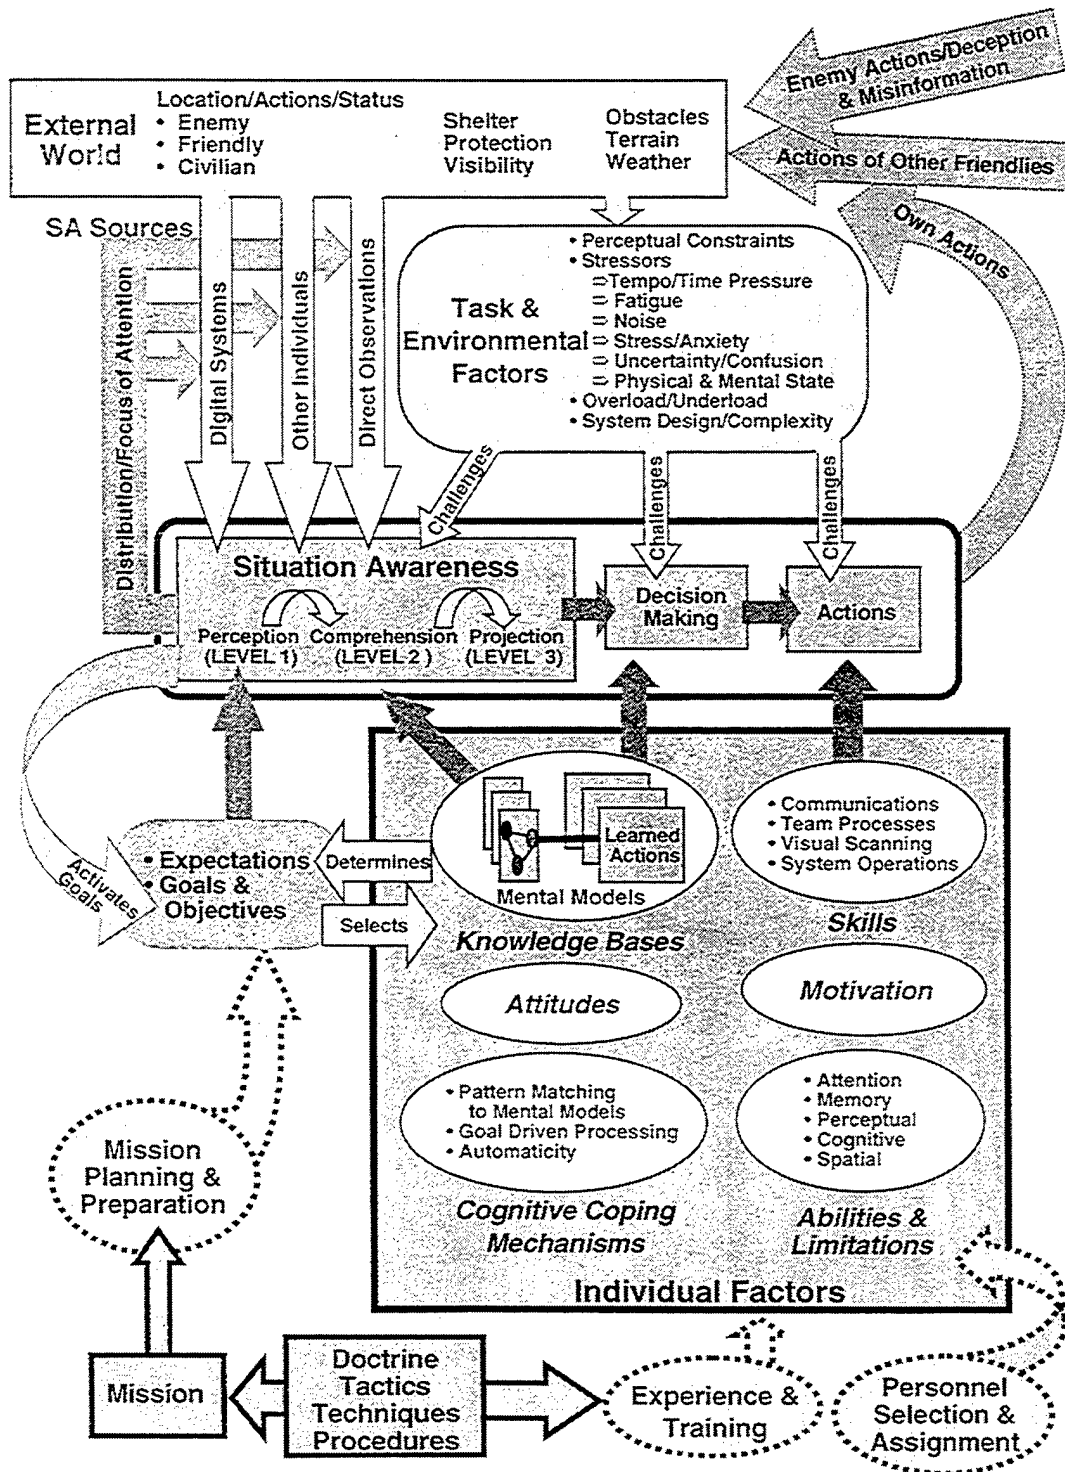 Enemy Actions/Deception
& Misinformation
External
World
Location/Actions/Status
• Enemy
• Friendly
• Civilian
Shelter
Protection
Visibility
Obstacles
Terrain
Weather
Actions of Other Friendlies
Own Actions
SA Sources
Distribution/Focus of Attention
Digital Systems
Other Individuals
Direct Observations
Task &
Environmental
Factors
• Perceptual Constraints
• Stressors
⇨ Tempo/Time Pressure
⇨ Fatigue
⇨ Noise
⇨ Stress/Anxiety
⇨ Uncertainty/Confusion
⇨ Physical & Mental State
• Overload/Underload
• System Design/Complexity
Challenges
Challenges
Challenges
Situation Awareness
Perception
(LEVEL 1)
Comprehension
(LEVEL 2 )
Projection
(LEVEL 3)
Decision
Making
Actions
Activates
Goals
• Expectations
• Goals &
Objectives
Determines
Selects
Learned
Actions
Mental Models
Knowledge Bases
• Communications
• Team Processes
• Visual Scanning
• System Operations
Skills
Attitudes
Motivation
• Pattern Matching
to Mental Models
• Goal Driven Processing
• Automaticity
Cognitive Coping
Mechanisms
• Attention
• Memory
• Perceptual
• Cognitive
• Spatial
Abilities &
Limitations
Individual Factors
Mission
Planning &
Preparation
Mission
Doctrine
Tactics
Techniques
Procedures
Experience &
Training
Personnel
Selection &
Assignment